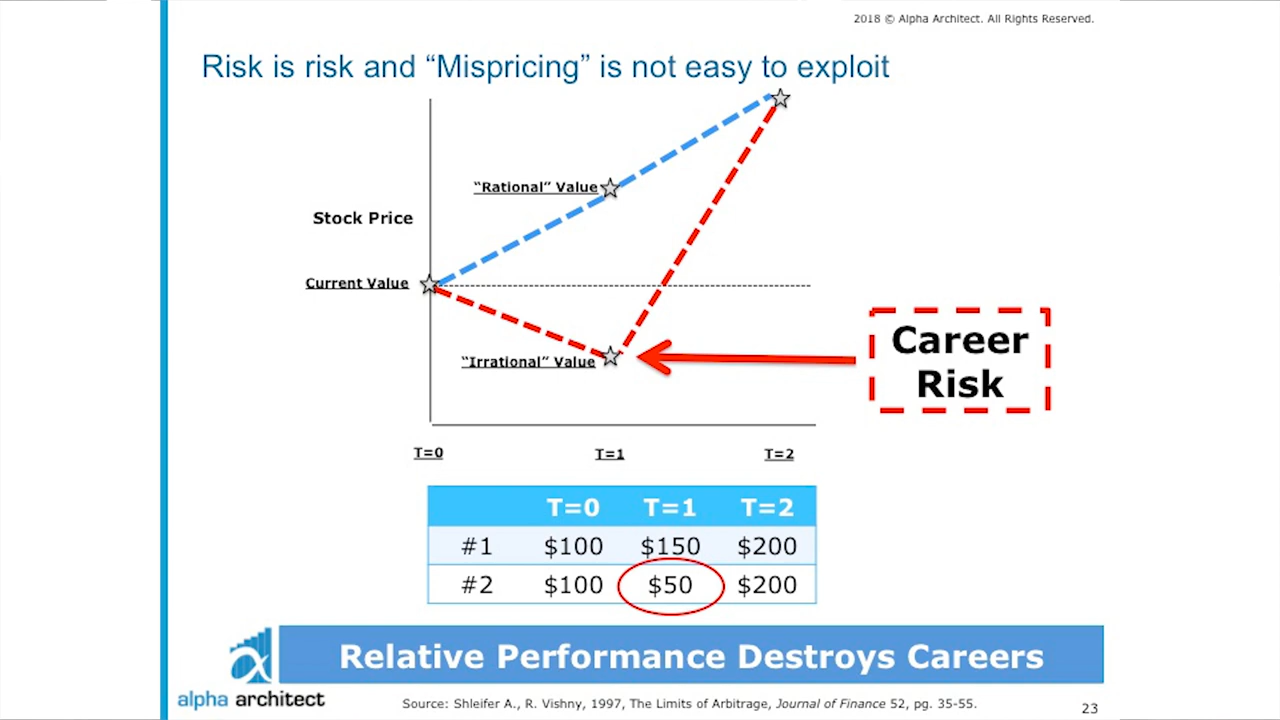 2018 © Alpha Architect. All Rights Reserved.
Risk is risk and “Mispricing” is not easy to exploit
“Rational” Value
Stock Price
Current Value
“Irrational” Value
Career
Risk
T=0 T=1 T=2
T=0 T=1 T=2
#1 $100 $150 $200
#2 $100 $50 $200
Relative Performance Destroys Careers
alpha architect
Source: Shleifer A., R. Vishny, 1997, The Limits of Arbitrage, Journal of Finance 52, pg. 35-55.
23